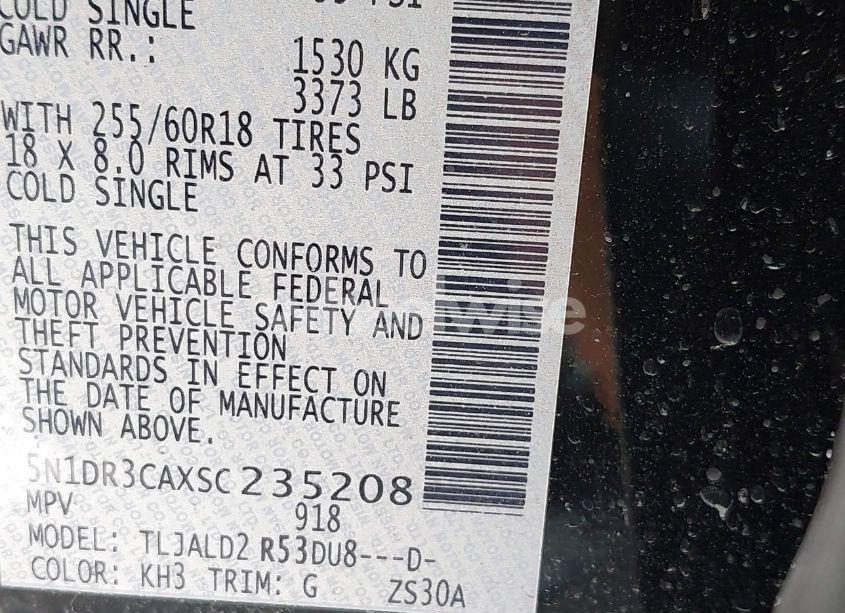 COLD SINGLE
GAWR RR.:
1530 KG
3373 LB
WITH 255/60R18 TIRES
18 X 8.0 RIMS AT 33 PSI
COLD SINGLE
THIS VEHICLE CONFORMS TO
ALL APPLICABLE FEDERAL
MOTOR VEHICLE SAFETY AND
THEFT PREVENTION
STANDARDS IN EFFECT ON
THE DATE OF MANUFACTURE
SHOWN ABOVE.
5N1DR3CAXSC235208
MPV 918
MODEL: TLJALD2 R53DU8---D-
COLOR: KH3 TRIM: G ZS30A